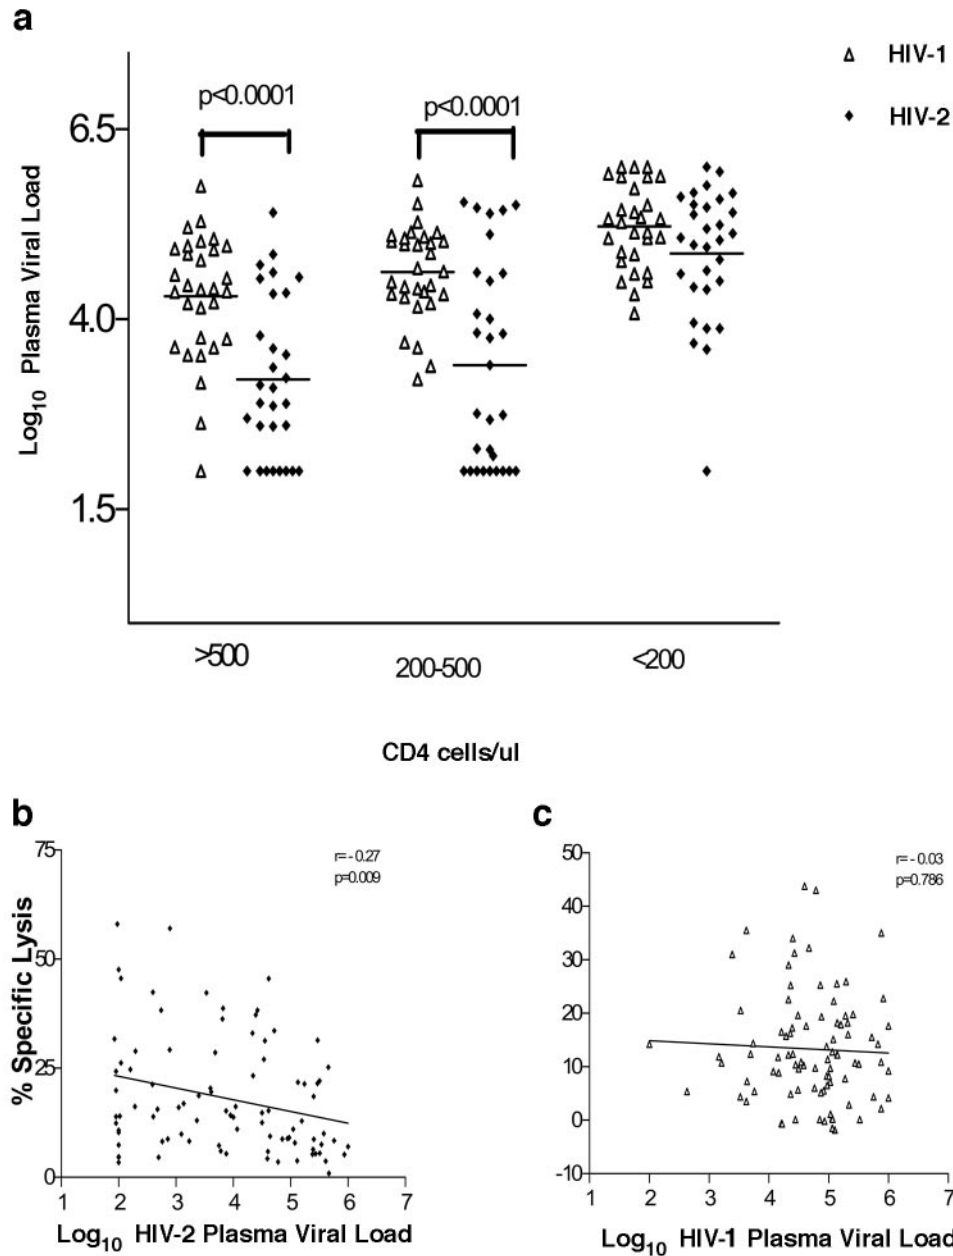 a
HIV-1
HIV-2
p<0.0001
p<0.0001
6.5
4.0
1.5
Log10 Plasma Viral Load
>500
200-500
<200
CD4 cells/ul
b
75
50
25
0
% Specific Lysis
r= - 0.27
p=0.009
1 2 3 4 5 6 7
Log10 HIV-2 Plasma Viral Load
c
50
40
30
20
10
0
-10
r= - 0.03
p=0.786
1 2 3 4 5 6 7
Log10 HIV-1 Plasma Viral Load